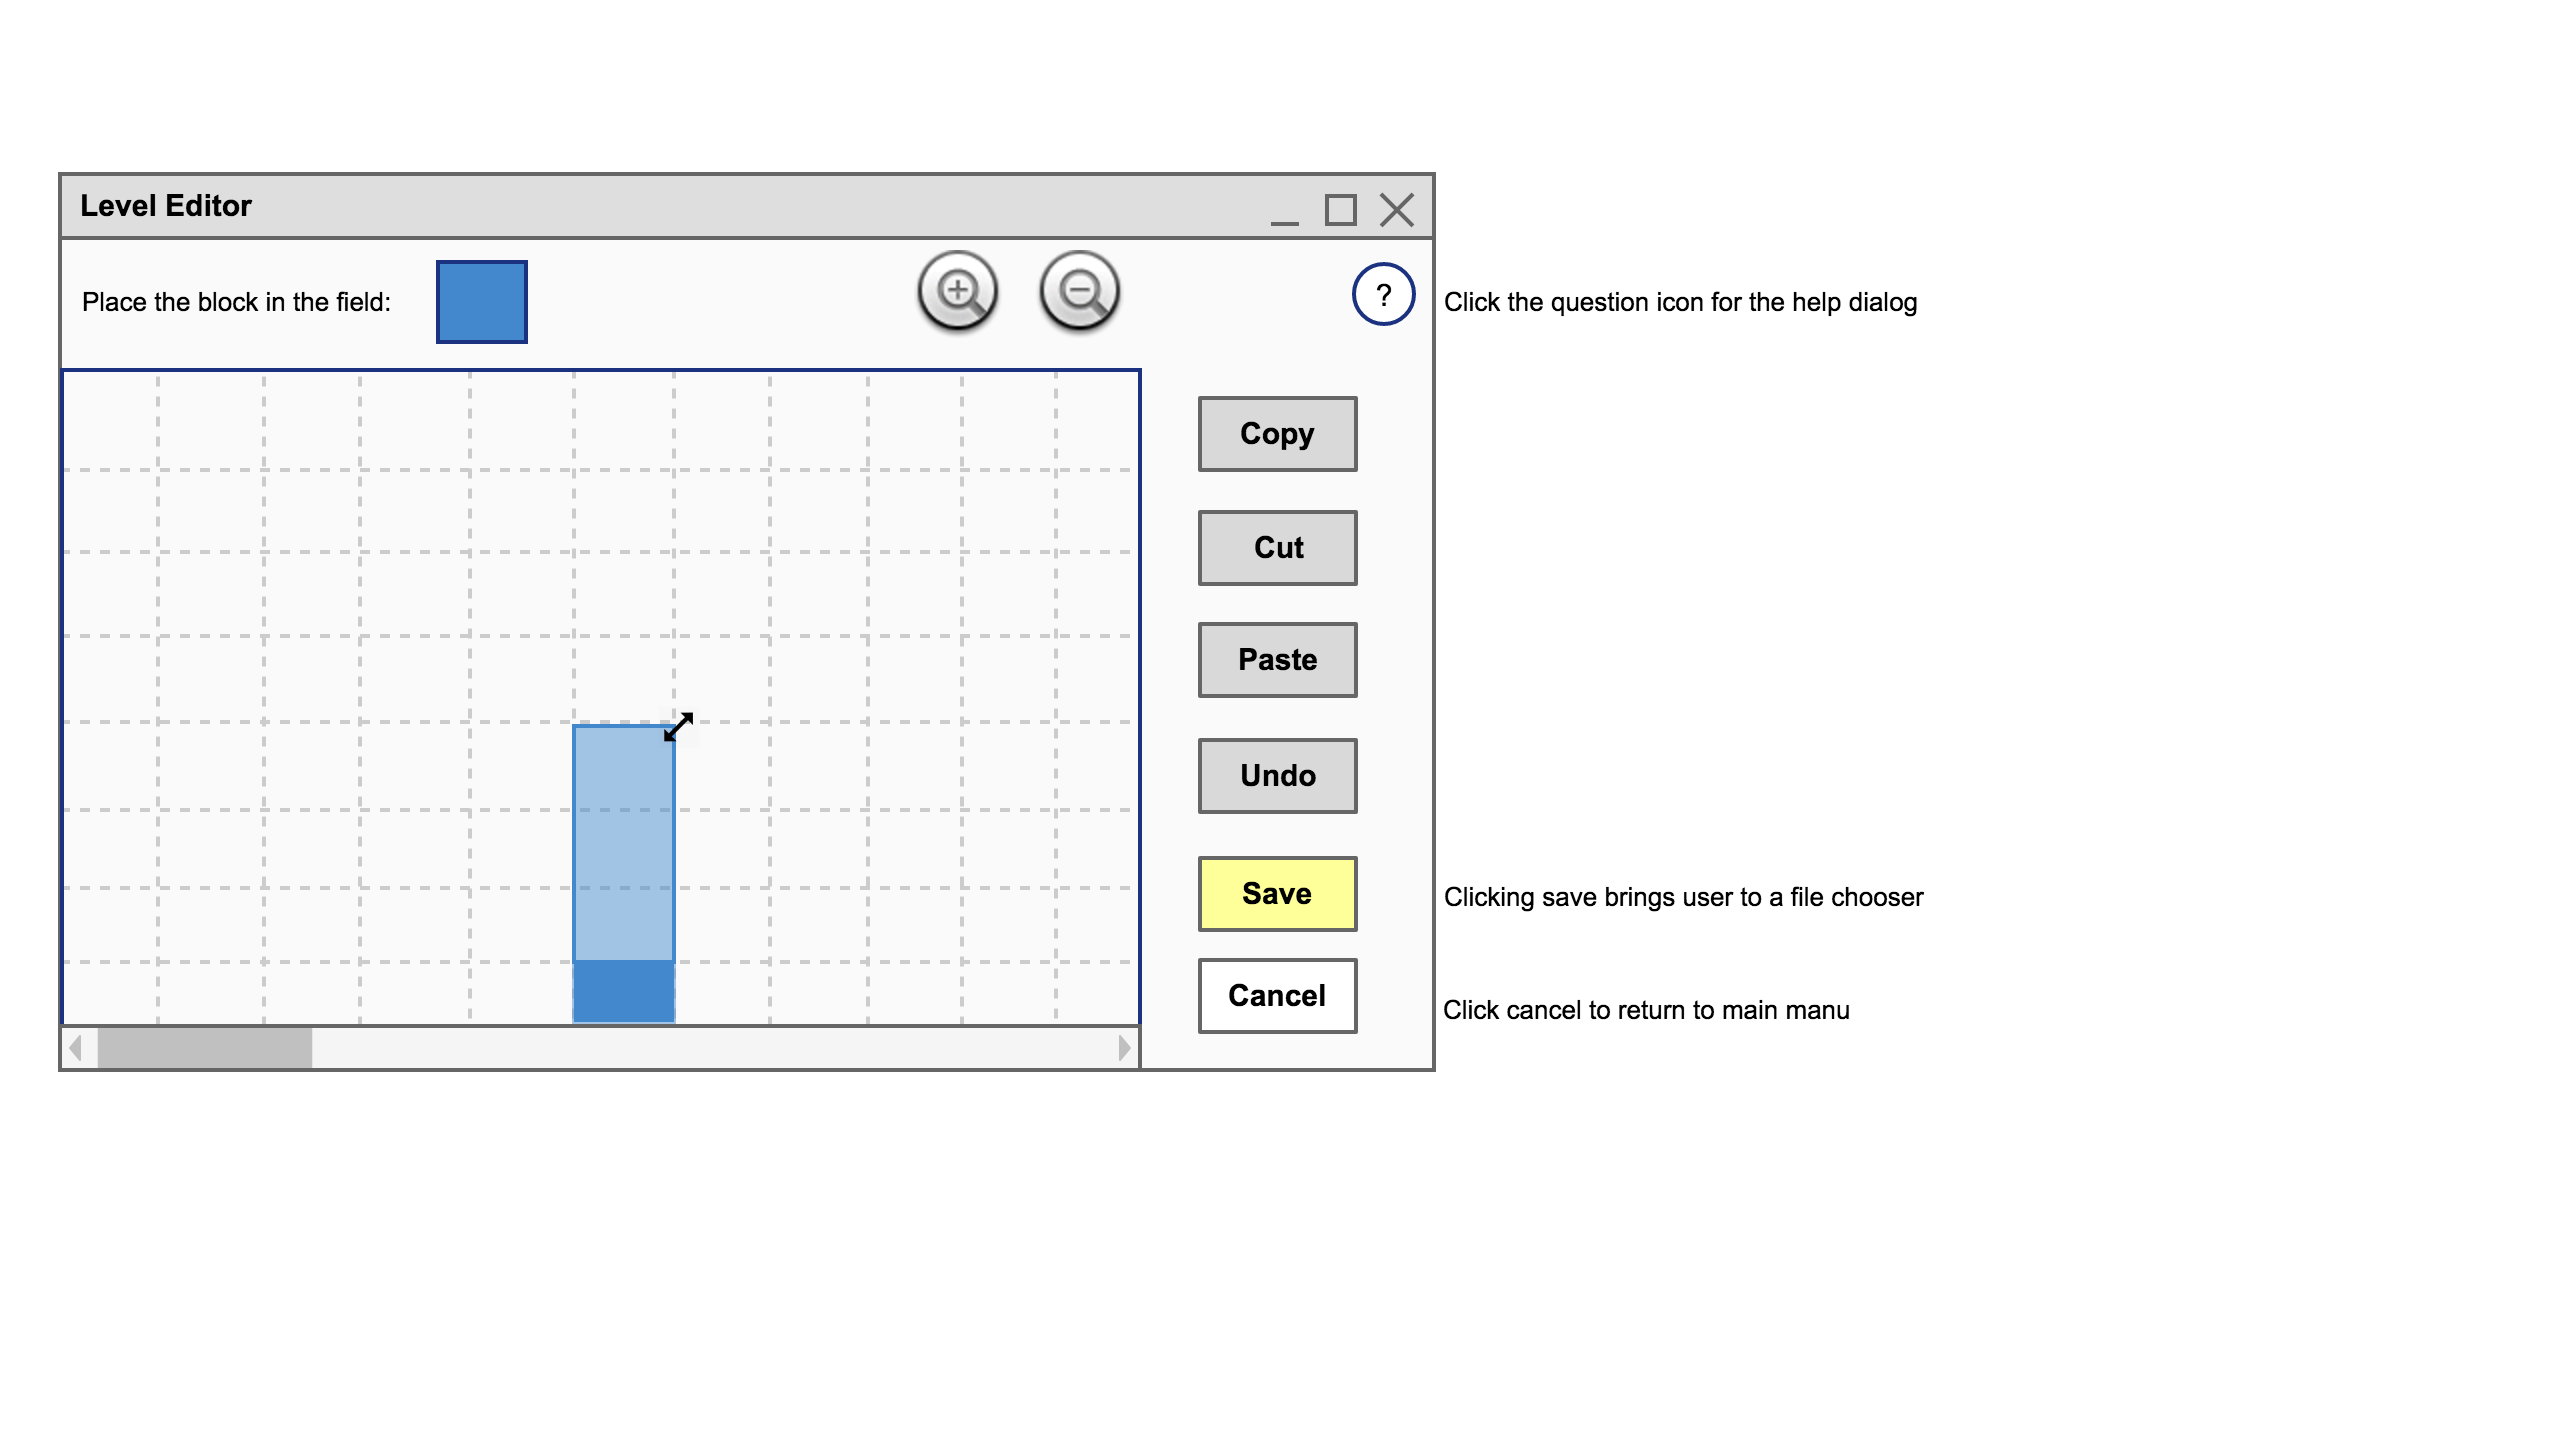 Level Editor
Place the block in the field:
?
Click the question icon for the help dialog
Copy
Cut
Paste
Undo
Save
Clicking save brings user to a file chooser
Cancel
Click cancel to return to main manu